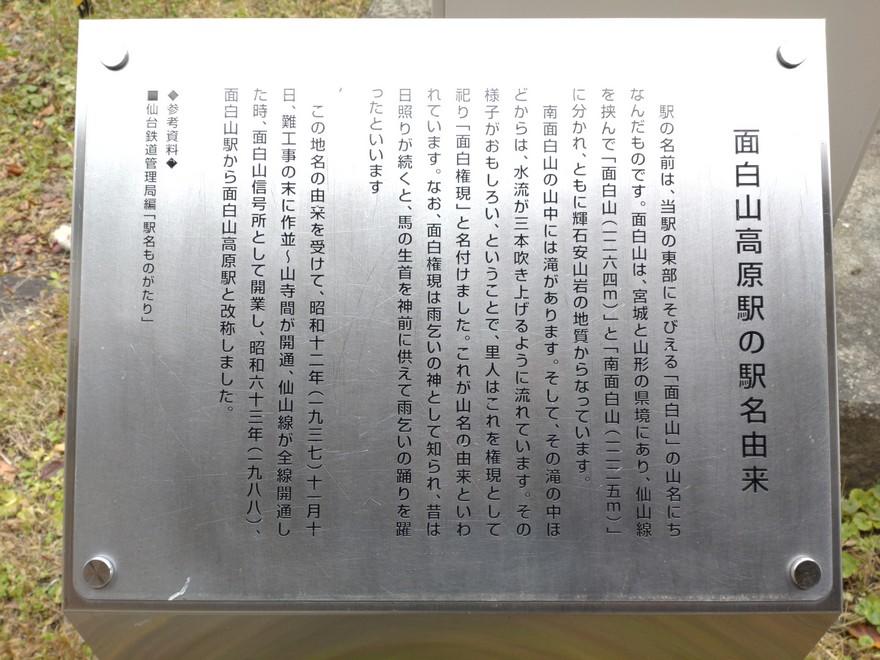 面白山高原駅の駅名由来
駅の名前は、当駅の東部にそびえる「面白山」の山名にち
なんだものです。面白山は、宮城と山形の県境にあり、仙山線
を挟んで「面白山（一二六四m）」と「南面白山（一二二五m）」
に分かれ、ともに輝石安山岩の地質からなっています。
南面白山の山中には滝があります。そして、その滝の中ほ
どからは、水流が三本吹き上げるように流れています。その
様子がおもしろい、ということで、里人はこれを権現として
祀り「面白権現」と名付けました。これが山名の由来といわ
れています。なお、面白権現は雨乞いの神として知られ、昔は
日照りが続くと、馬の生首を神前に供えて雨乞いの踊りを躍
ったといいます
この地名の由来を受けて、昭和十二年（一九三七）十一月十
日、難工事の末に作並～山寺間が開通、仙山線が全線開通し
た時、面白山信号所として開業し、昭和六十三年（一九八八）、
面白山駅から面白山高原駅と改称しました。
◆参考資料◆
■仙台鉄道管理局編「駅名ものがたり」